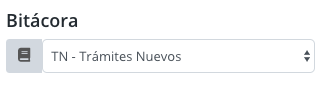 Bitácora
TN - Trámites Nuevos